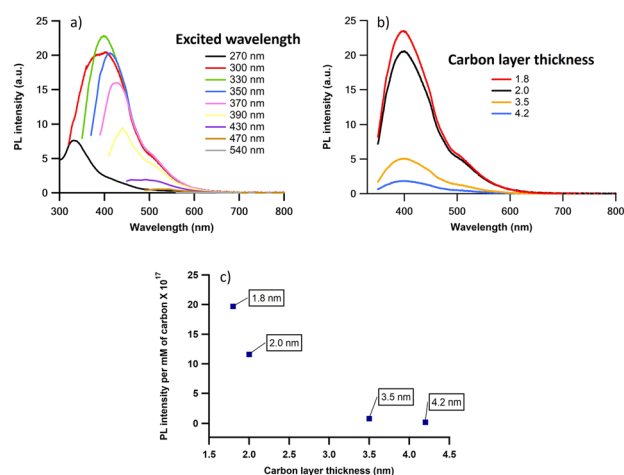 a)
Excited wavelength
270 nm
300 nm
330 nm
350 nm
370 nm
390 nm
430 nm
470 nm
540 nm
PL intensity (a.u.)
25
20
15
10
5
0
300 400 500 600 700 800
Wavelength (nm)
b)
Carbon layer thickness
1.8
2.0
3.5
4.2
PL intensity (a.u.)
25
20
15
10
5
0
400 500 600 700 800
Wavelength (nm)
c)
PL intensity per mM of carbon X 10^17
25
20
15
10
5
0
1.8 nm
2.0 nm
3.5 nm
4.2 nm
1.5 2.0 2.5 3.0 3.5 4.0 4.5
Carbon layer thickness (nm)